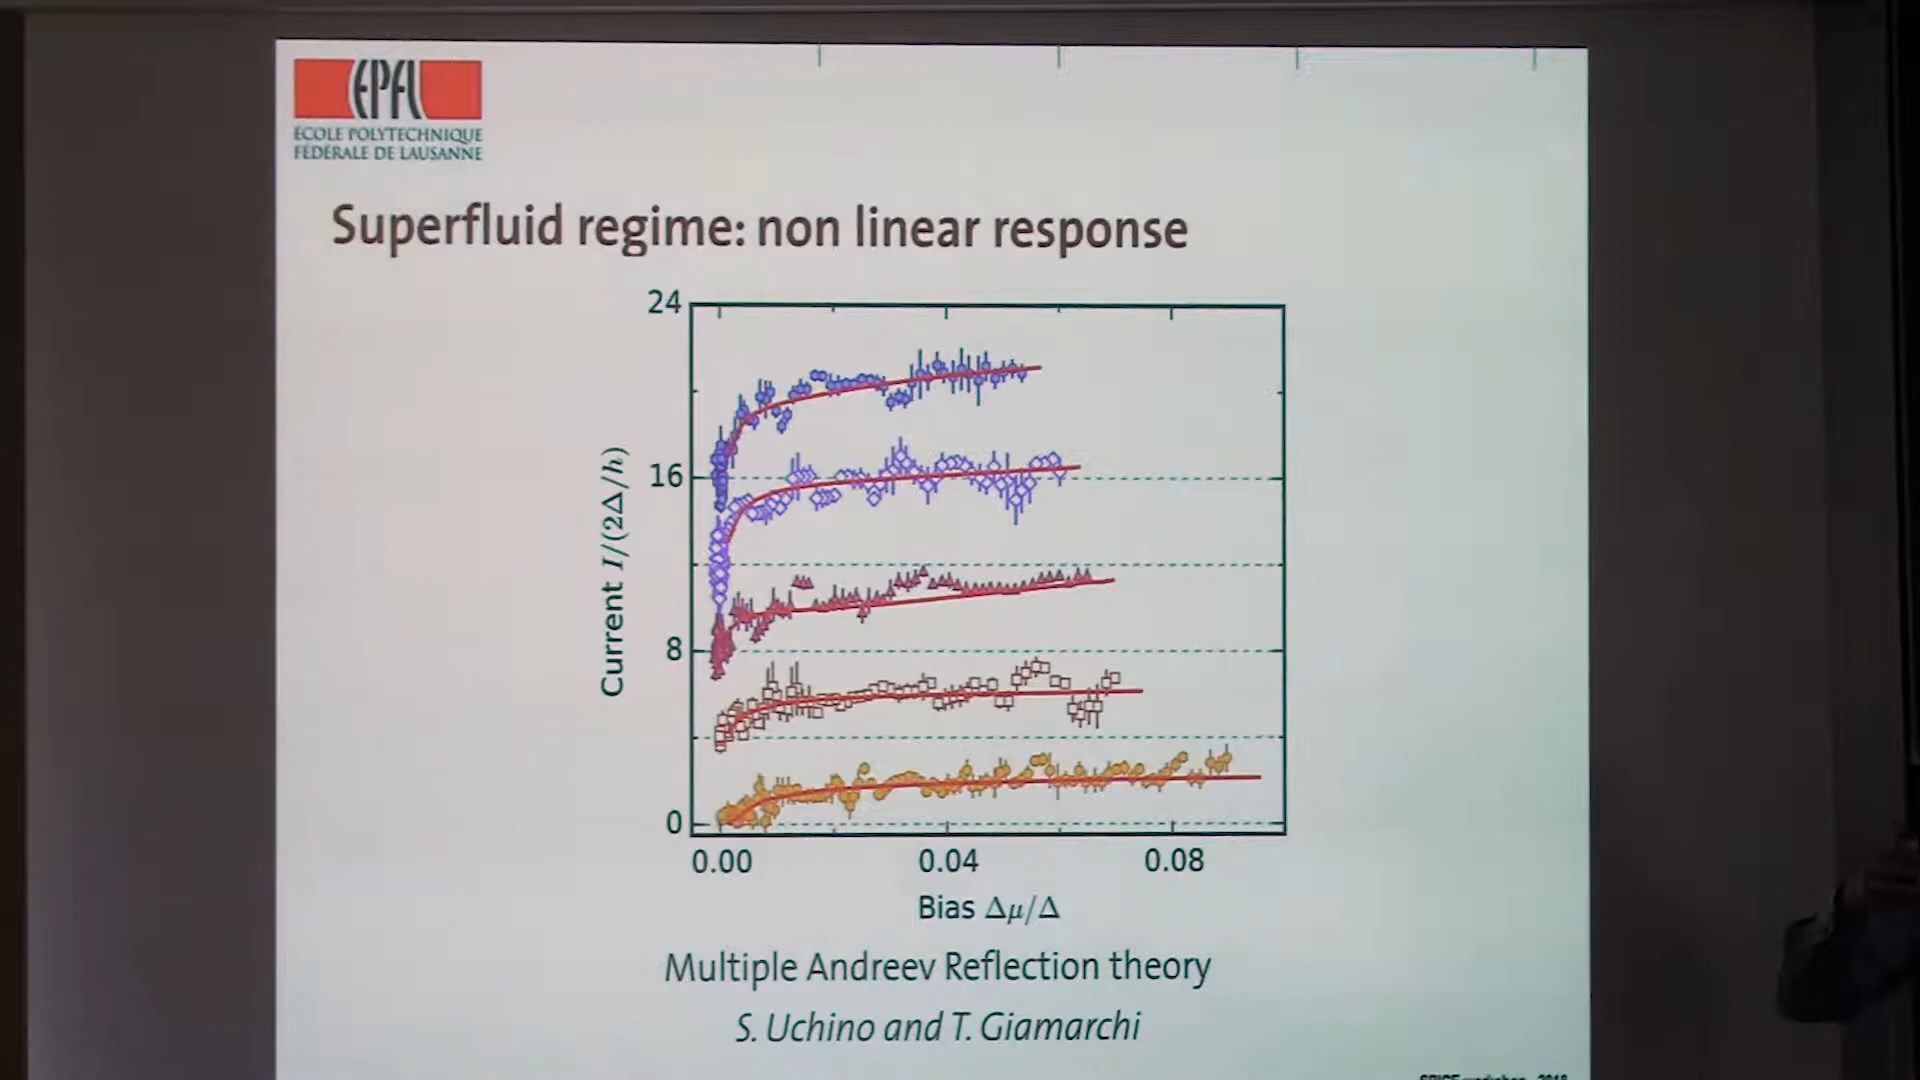 EPFL
ÉCOLE POLYTECHNIQUE
FÉDÉRALE DE LAUSANNE
Superfluid regime: non linear response
24
16
8
0
Current I/(2Δ/h)
0.00 0.04 0.08
Bias Δμ/Δ
Multiple Andreev Reflection theory
S. Uchino and T. Giamarchi